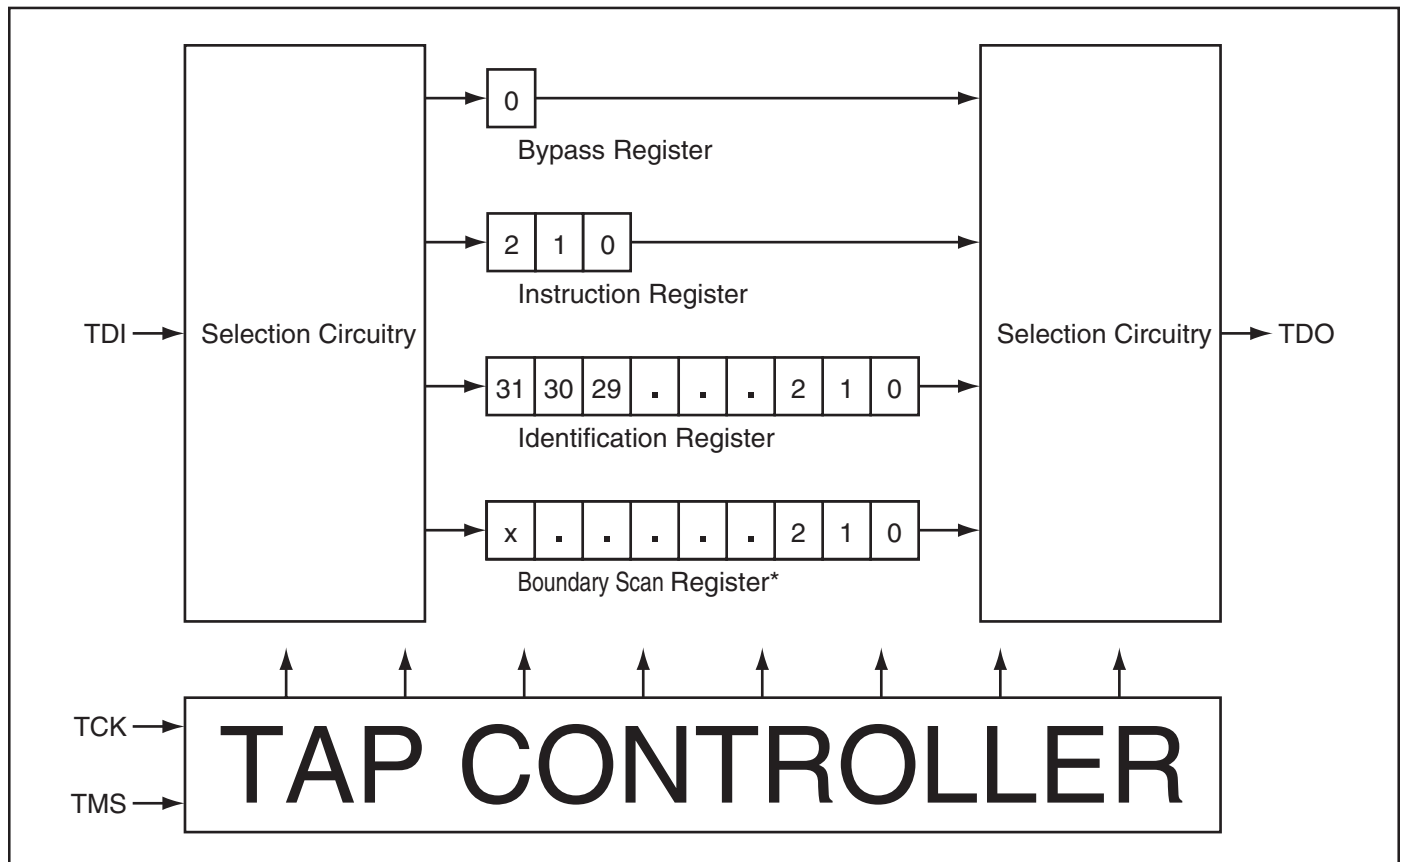 0
Bypass Register
2 1 0
Instruction Register
TDI Selection Circuitry Selection Circuitry TDO
31 30 29 . . . 2 1 0
Identification Register
x . . . . . 2 1 0
Boundary Scan Register*
TCK
TAP CONTROLLER
TMS